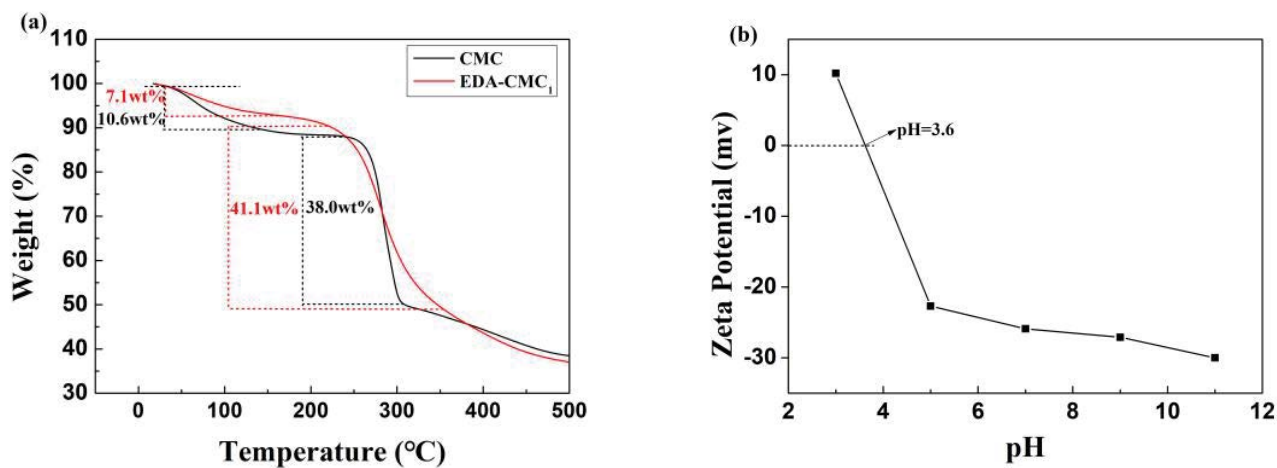 (a)
110
100
90
80
70
60
50
40
30
Weight (%)
7.1wt%
10.6wt%
41.1wt%
38.0wt%
CMC
EDA-CMC₁
0
100
200
300
400
500
Temperature (°C)
(b)
10
0
-10
-20
-30
Zeta Potential (mv)
pH=3.6
2
4
6
8
10
12
pH